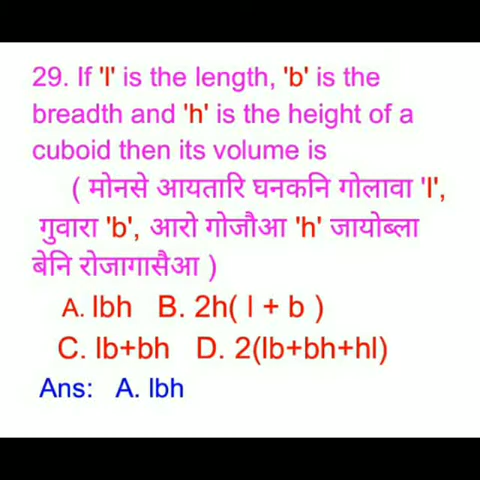 29. If 'l' is the length, 'b' is the
breadth and 'h' is the height of a
cuboid then its volume is
( मोनसे आयतारि घनकनि गोलावा 'l',
गुवारा 'b', आरो गोजौआ 'h' जायोब्ला
बेनि रोजागासैआ )
A. lbh B. 2h( l + b )
C. lb+bh D. 2(lb+bh+hl)
Ans: A. lbh